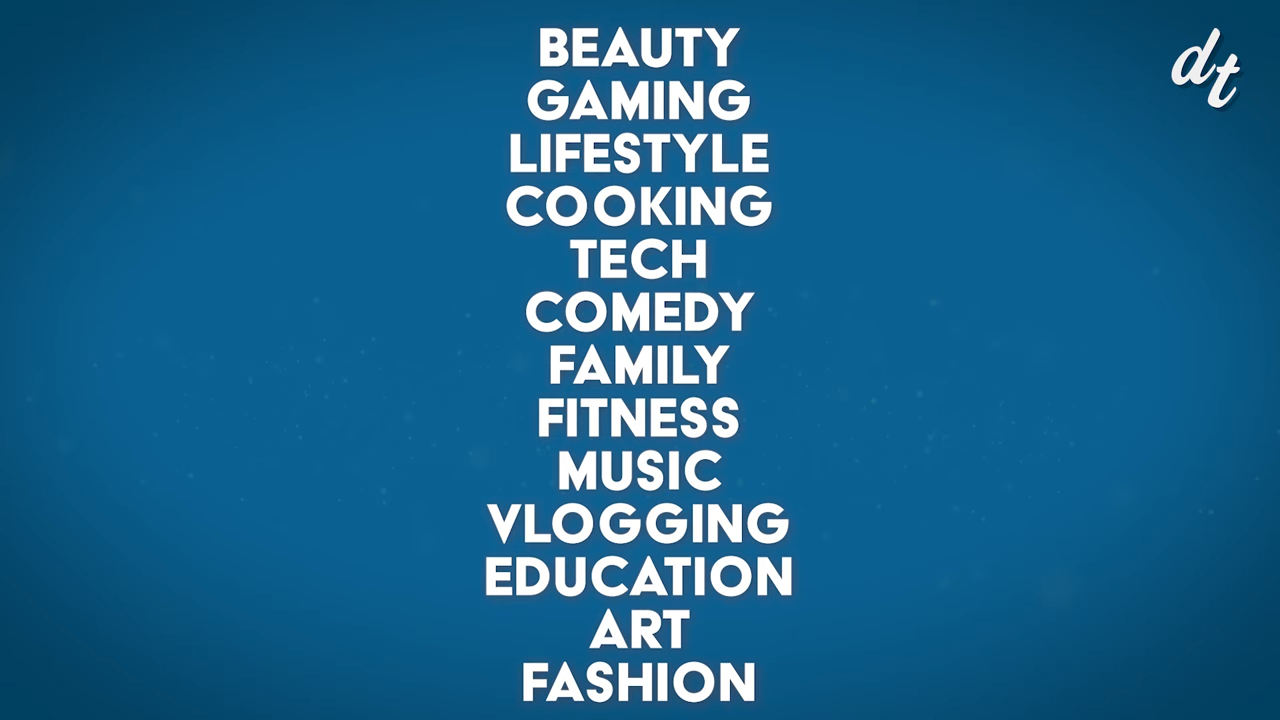 BEAUTY
GAMING
LIFESTYLE
COOKING
TECH
COMEDY
FAMILY
FITNESS
MUSIC
VLOGGING
EDUCATION
ART
FASHION
dt